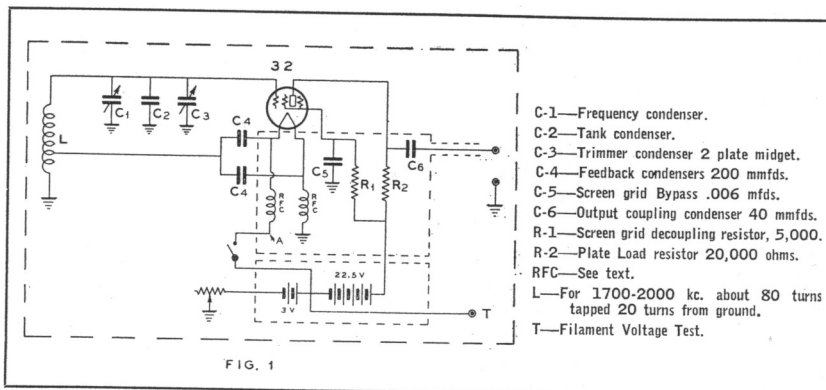 32
C1
C2
C3
C4
L
C4
C5
R1
R2
C6
RFC
RFC
A
22.5V
3V
T
FIG. 1
C-1—Frequency condenser.
C-2—Tank condenser.
C-3—Trimmer condenser 2 plate midget.
C-4—Feedback condensers 200 mmfds.
C-5—Screen grid Bypass .006 mfds.
C-6—Output coupling condenser 40 mmfds.
R-1—Screen grid decoupling resistor, 5,000.
R-2—Plate Load resistor 20,000 ohms.
RFC—See text.
L—For 1700-2000 kc. about 80 turns
tapped 20 turns from ground.
T—Filament Voltage Test.